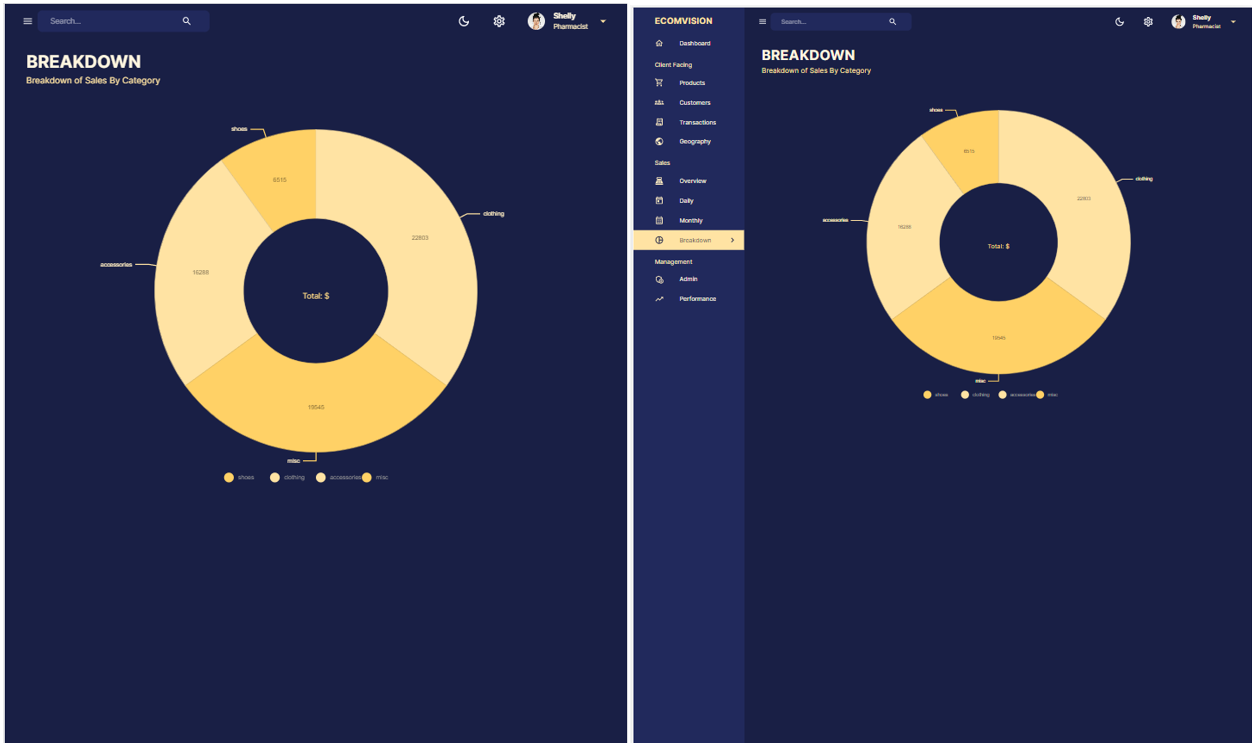 Search...
Shelly
Pharmacist
BREAKDOWN
Breakdown of Sales By Category
shoes
6515
clothing
22803
accessories
16288
Total: $
19545
misc
shoes clothing accessories misc
ECOMVISION
Dashboard
Client Facing
Products
Customers
Transactions
Geography
Sales
Overview
Daily
Monthly
Breakdown
Management
Admin
Performance
Search...
Shelly
Pharmacist
BREAKDOWN
Breakdown of Sales By Category
shoes
6515
clothing
22803
accessories
16288
Total: $
19545
misc
shoes clothing accessories misc